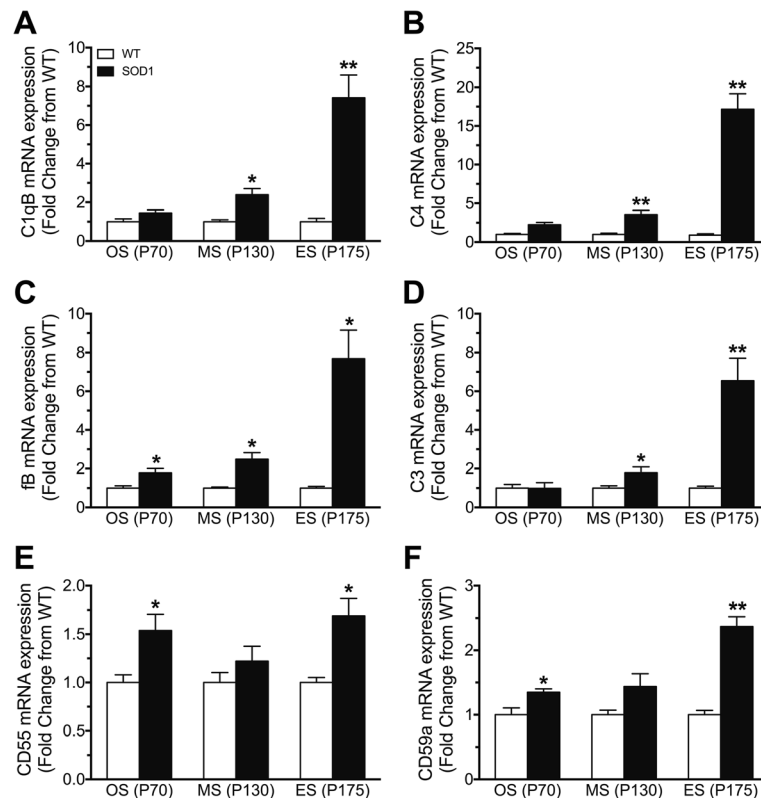 A
C1qB mRNA expression
(Fold Change from WT)
10
8
6
4
2
0
WT
SOD1
*
**
OS (P70) MS (P130) ES (P175)
B
C4 mRNA expression
(Fold Change from WT)
25
20
15
10
5
0
**
**
OS (P70) MS (P130) ES (P175)
C
fB mRNA expression
(Fold Change from WT)
10
8
6
4
2
0
*
*
*
OS (P70) MS (P130) ES (P175)
D
C3 mRNA expression
(Fold Change from WT)
10
8
6
4
2
0
*
**
OS (P70) MS (P130) ES (P175)
E
CD55 mRNA expression
(Fold Change from WT)
2.0
1.5
1.0
0.5
0.0
*
*
OS (P70) MS (P130) ES (P175)
F
CD59a mRNA expression
(Fold Change from WT)
3
2
1
0
*
**
OS (P70) MS (P130) ES (P175)